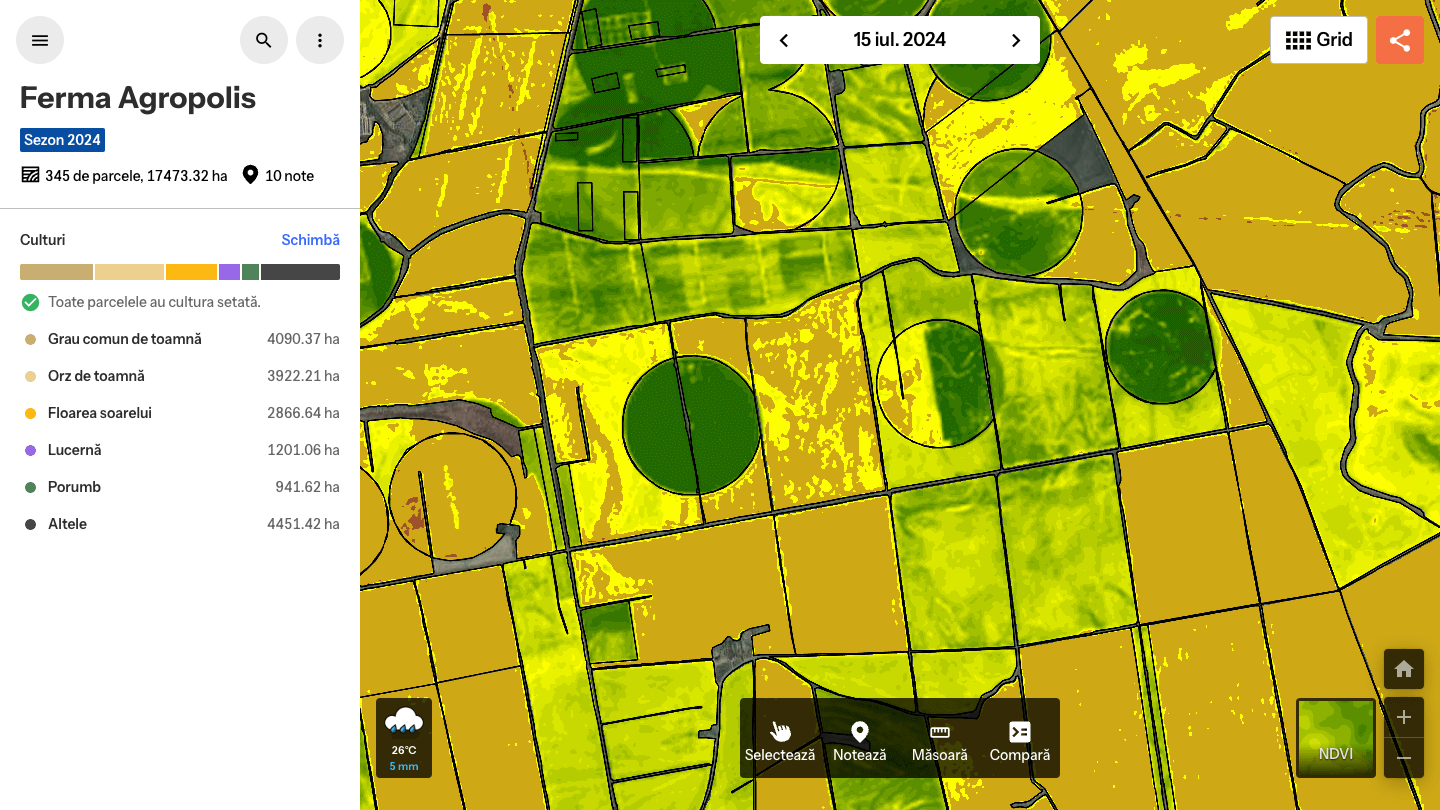 Ferma Agropolis
Sezon 2024
345 de parcele, 17473.32 ha
10 note
Culturi
Schimbă
Toate parcelele au cultura setată.
Grau comun de toamnă
4090.37 ha
Orz de toamnă
3922.21 ha
Floarea soarelui
2866.64 ha
Lucernă
1201.06 ha
Porumb
941.62 ha
Altele
4451.42 ha
15 iul. 2024
Grid
26°C
5 mm
Selectează
Notează
Măsoară
Compară
NDVI